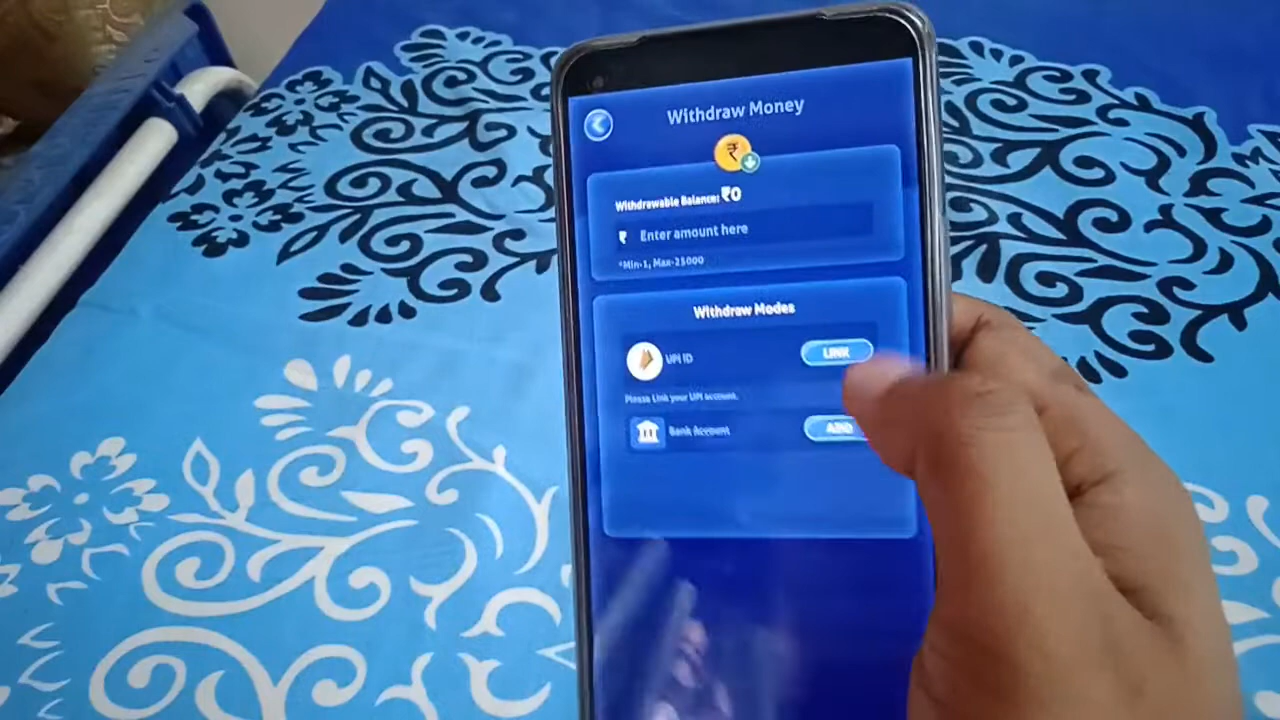 Withdraw Money
Withdrawable Balance: ₹0
₹ Enter amount here
*Min-1, Max-25000
Withdraw Modes
UPI ID
LINK
Please Link your UPI account.
Bank Account
ADD